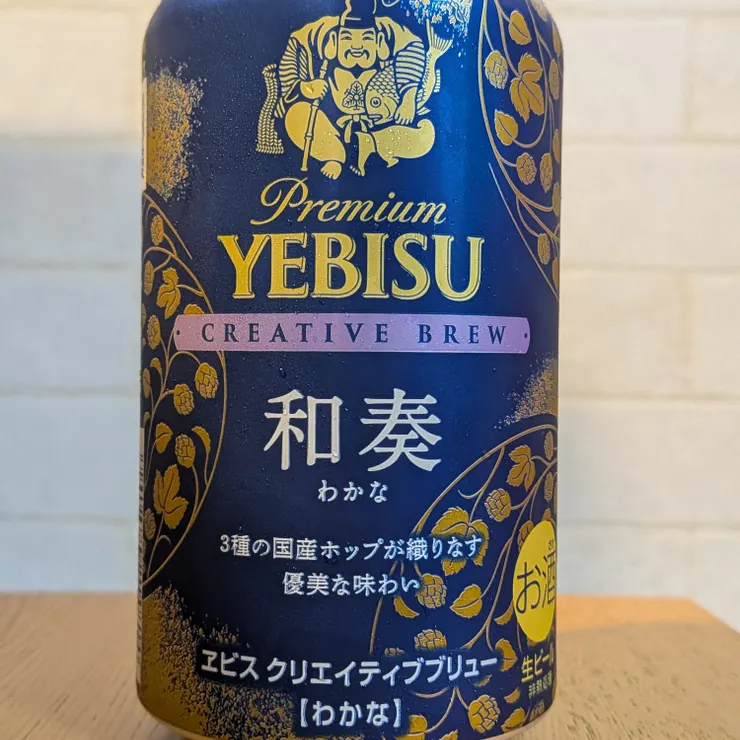 Premium
YEBISU
CREATIVE BREW
和奏
わかな
3種の国産ホップが織りなす
優美な味わい
お酒
生ビール
ヱビス クリエイティブブリュー
【わかな】